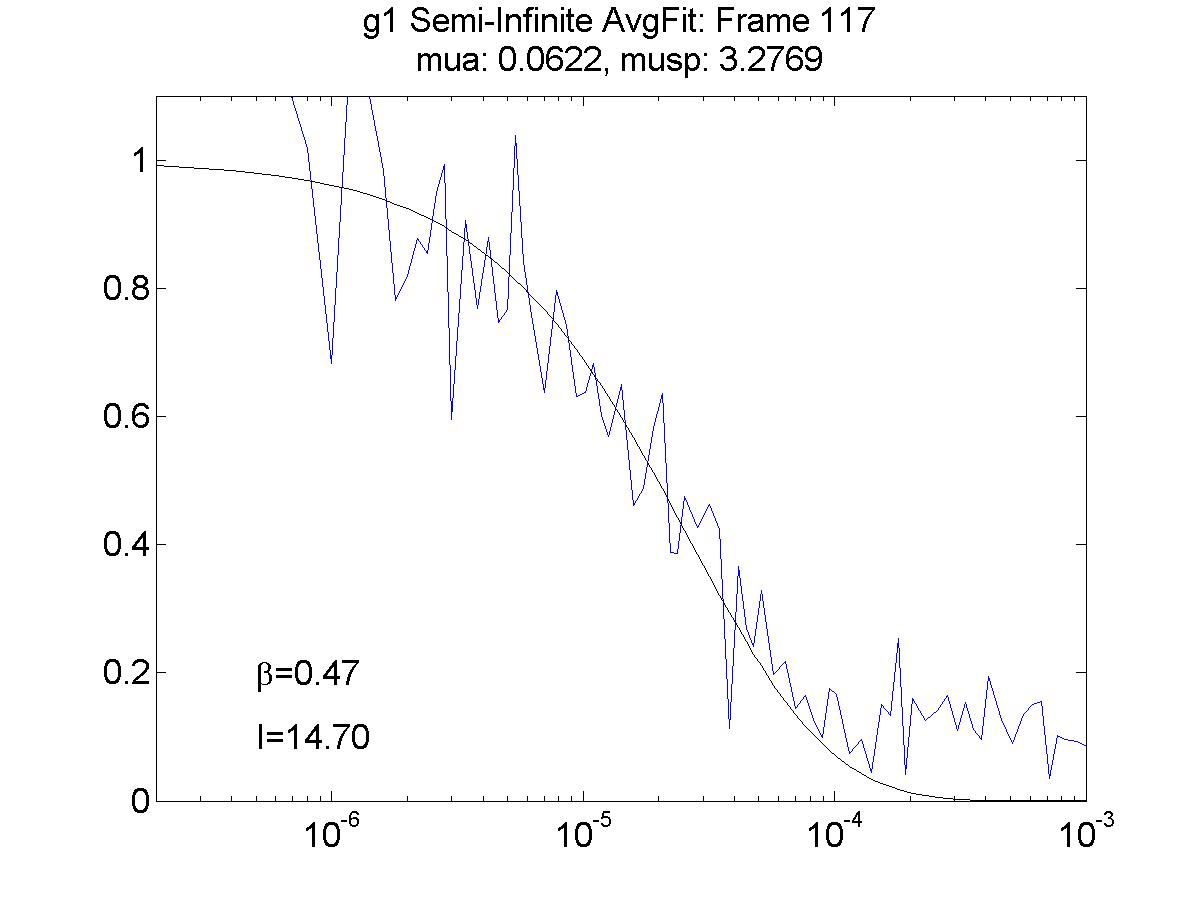 g1 Semi-Infinite AvgFit: Frame 117
mua: 0.0622, musp: 3.2769
1
0.8
0.6
0.4
0.2
0
β=0.47
I=14.70
10^-6
10^-5
10^-4
10^-3